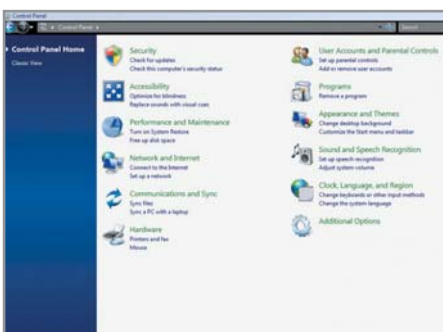 Control Panel
Control Panel
Search
Control Panel Home
Classic View
Security
Check for updates
Check this computer's security status
Accessibility
Optimize for blindness
Replace sounds with visual cues
Performance and Maintenance
Turn on System Restore
Free up disk space
Network and Internet
Connect to the Internet
Set up a network
Communications and Sync
Sync files
Sync a PC with a laptop
Hardware
Printers and fax
Mouse
User Accounts and Parental Controls
Set up parental controls
Add or remove user accounts
Programs
Remove a program
Appearance and Themes
Change desktop background
Customize the Start menu and taskbar
Sound and Speech Recognition
Set up speech recognition
Adjust system volume
Clock, Language, and Region
Change keyboards or other input methods
Change the system language
Additional Options